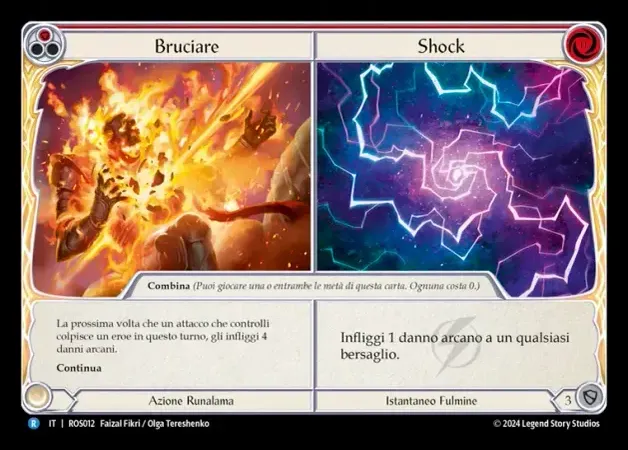 Bruciare
Shock
Combina (Puoi giocare una o entrambe le metà di questa carta. Ognuna costa 0.)
La prossima volta che un attacco che controlli
colpisce un eroe in questo turno, gli infliggi 4
danni arcani.
Continua
Infliggi 1 danno arcano a un qualsiasi
bersaglio.
Azione Runalama
Istantaneo Fulmine
3
R IT | ROS012 Faizal Fikri / Olga Tereshenko
© 2024 Legend Story Studios